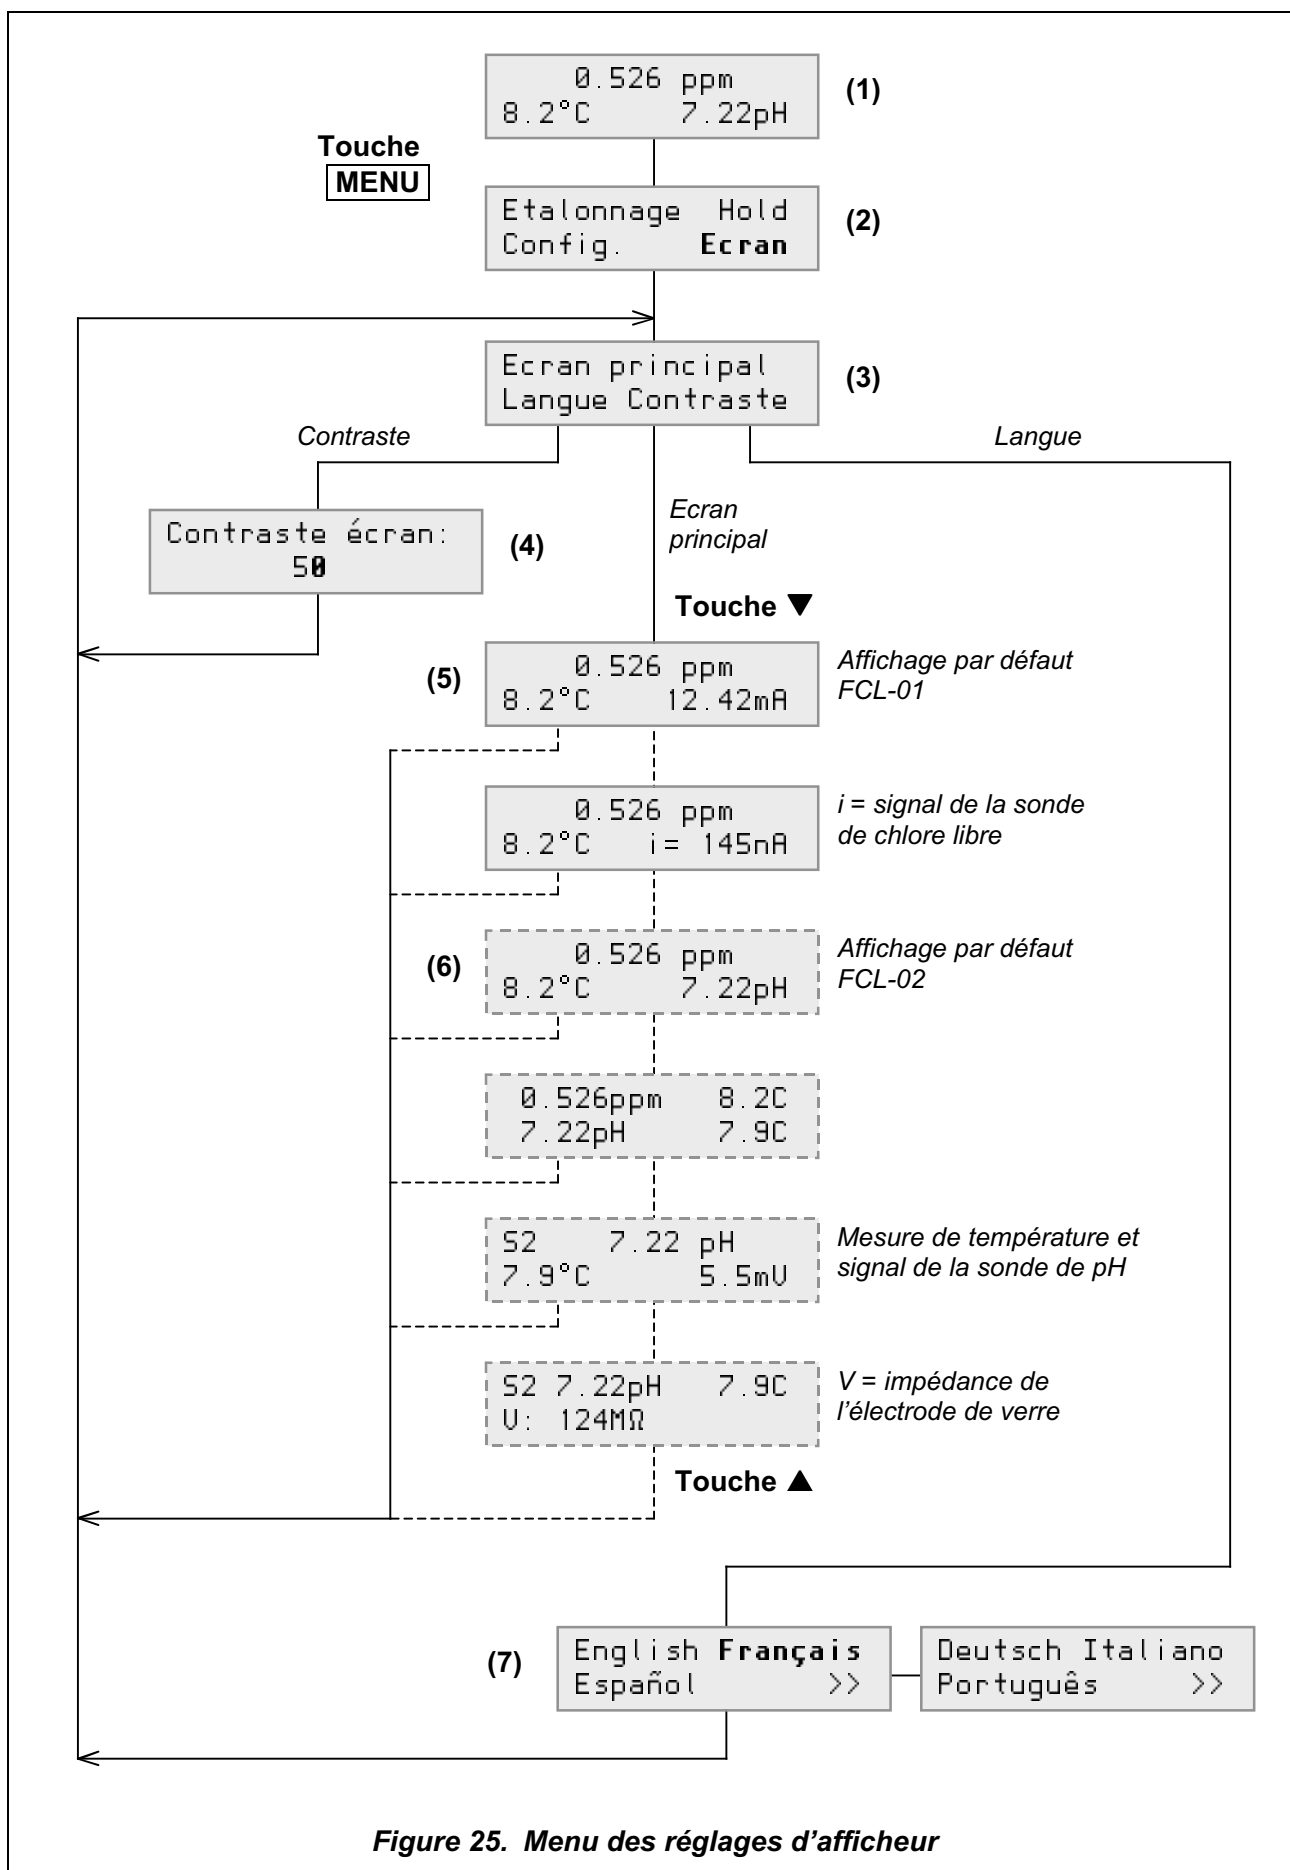 0.526 ppm
8.2°C 7.22pH
(1)
Touche
MENU
Etalonnage Hold
Config. Ecran
(2)
Ecran principal
Langue Contraste
(3)
Contraste
Langue
Ecran
principal
Contraste écran:
50
(4)
Touche ▼
(5)
0.526 ppm
8.2°C 12.42mA
Affichage par défaut
FCL-01
0.526 ppm
8.2°C i= 145nA
i = signal de la sonde
de chlore libre
(6)
0.526 ppm
8.2°C 7.22pH
Affichage par défaut
FCL-02
0.526ppm 8.2C
7.22pH 7.9C
S2 7.22 pH
7.9°C 5.5mV
Mesure de température et
signal de la sonde de pH
S2 7.22pH 7.9C
V: 124MΩ
V = impédance de
l'électrode de verre
Touche ▲
(7)
English Français
Español >>
Deutsch Italiano
Português >>
Figure 25. Menu des réglages d'afficheur